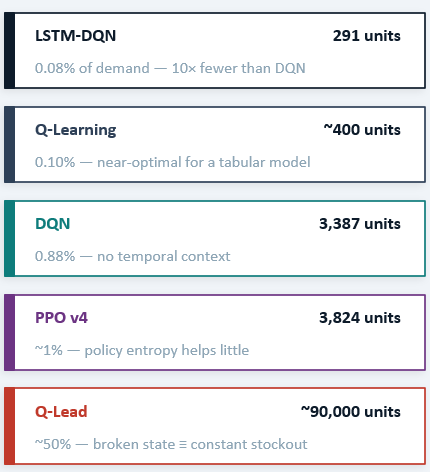 LSTM-DQN 291 units
0.08% of demand — 10× fewer than DQN
Q-Learning ~400 units
0.10% — near-optimal for a tabular model
DQN 3,387 units
0.88% — no temporal context
PPO v4 3,824 units
~1% — policy entropy helps little
Q-Lead ~90,000 units
~50% — broken state ≡ constant stockout